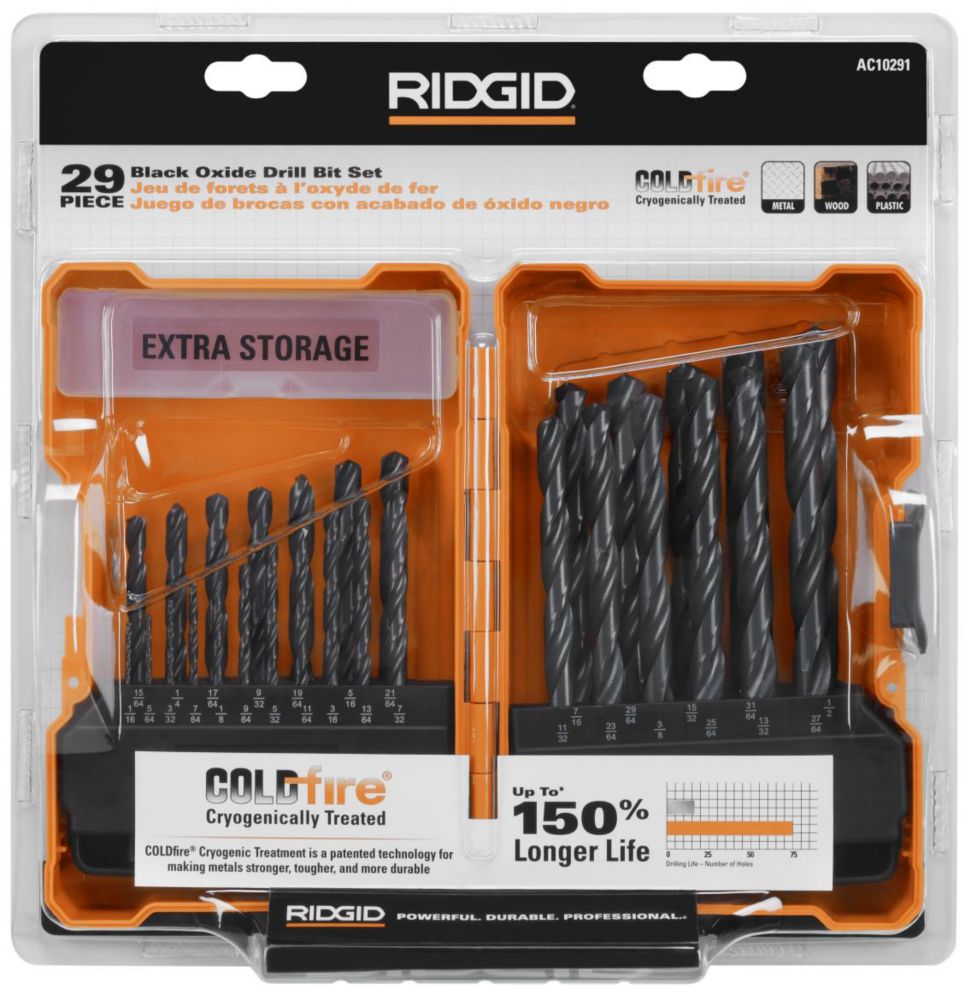 RIDGID
AC10291
29 PIECE
Black Oxide Drill Bit Set
Jeu de forets à l'oxyde de fer
Juego de brocas con acabado de óxido negro
COLDfire®
Cryogenically Treated
METAL
WOOD
PLASTIC
EXTRA STORAGE
15/64 1/4 17/64 9/32 19/64 5/16 21/64
1/16 5/64 3/32 7/64 1/8 9/64 5/32 11/64 3/16 13/64 7/32
7/16 29/64 15/32 31/64 1/2
11/32 23/64 3/8 25/64 13/32 27/64
COLDfire®
Cryogenically Treated
COLDfire® Cryogenic Treatment is a patented technology for
making metals stronger, tougher, and more durable
Up To*
150%
Longer Life
0 25 50 75
Drilling Life – Number of Holes
RIDGID POWERFUL. DURABLE. PROFESSIONAL.